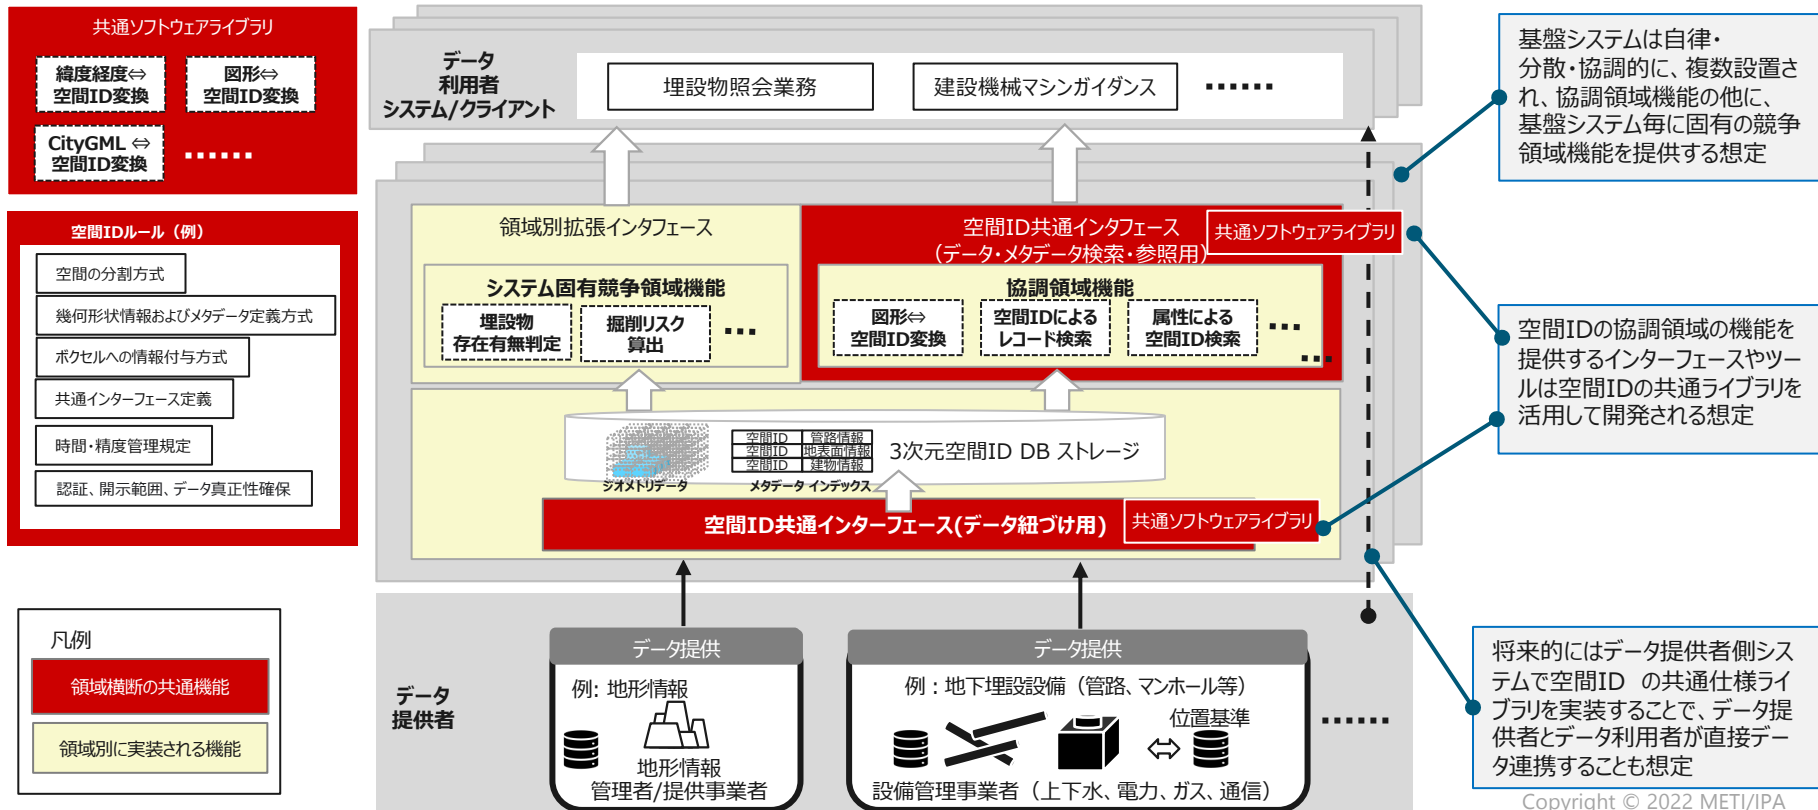 共通ソフトウェアライブラリ
緯度経度⇔
空間ID変換
図形⇔
空間ID変換
CityGML ⇔
空間ID変換
……
空間IDルール（例）
空間の分割方式
幾何形状情報およびメタデータ定義方式
ボクセルへの情報付与方式
共通インターフェース定義
時間・精度管理規定
認証、開示範囲、データ真正性確保
凡例
領域横断の共通機能
領域別に実装される機能
データ
利用者
システム/クライアント
埋設物照会業務
建設機械マシンガイダンス
……
領域別拡張インタフェース
システム固有競争領域機能
埋設物
存在有無判定
掘削リスク
算出
…
空間ID共通インタフェース
（データ・メタデータ検索・参照用）
共通ソフトウェアライブラリ
協調領域機能
図形⇔
空間ID変換
空間IDによる
レコード検索
属性による
空間ID検索
…
…
ジオメトリデータ
空間ID 管路情報
空間ID 地表面情報
空間ID 建物情報
メタデータ インデックス
3次元空間ID DB ストレージ
空間ID共通インターフェース(データ紐づけ用)
共通ソフトウェアライブラリ
データ
提供者
データ提供
例: 地形情報
地形情報
管理者/提供事業者
データ提供
例：地下埋設設備（管路、マンホール等）
位置基準
設備管理事業者（上下水、電力、ガス、通信）
……
基盤システムは自律・
分散・協調的に、複数設置さ
れ、協調領域機能の他に、
基盤システム毎に固有の競争
領域機能を提供する想定
空間IDの協調領域の機能を
提供するインターフェースやツ
ールは空間IDの共通ライブラリを
活用して開発される想定
将来的にはデータ提供者側シス
テムで空間ID の共通仕様ライ
ブラリを実装することで、データ提
供者とデータ利用者が直接デー
タ連携することも想定
Copyright © 2022 METI/IPA